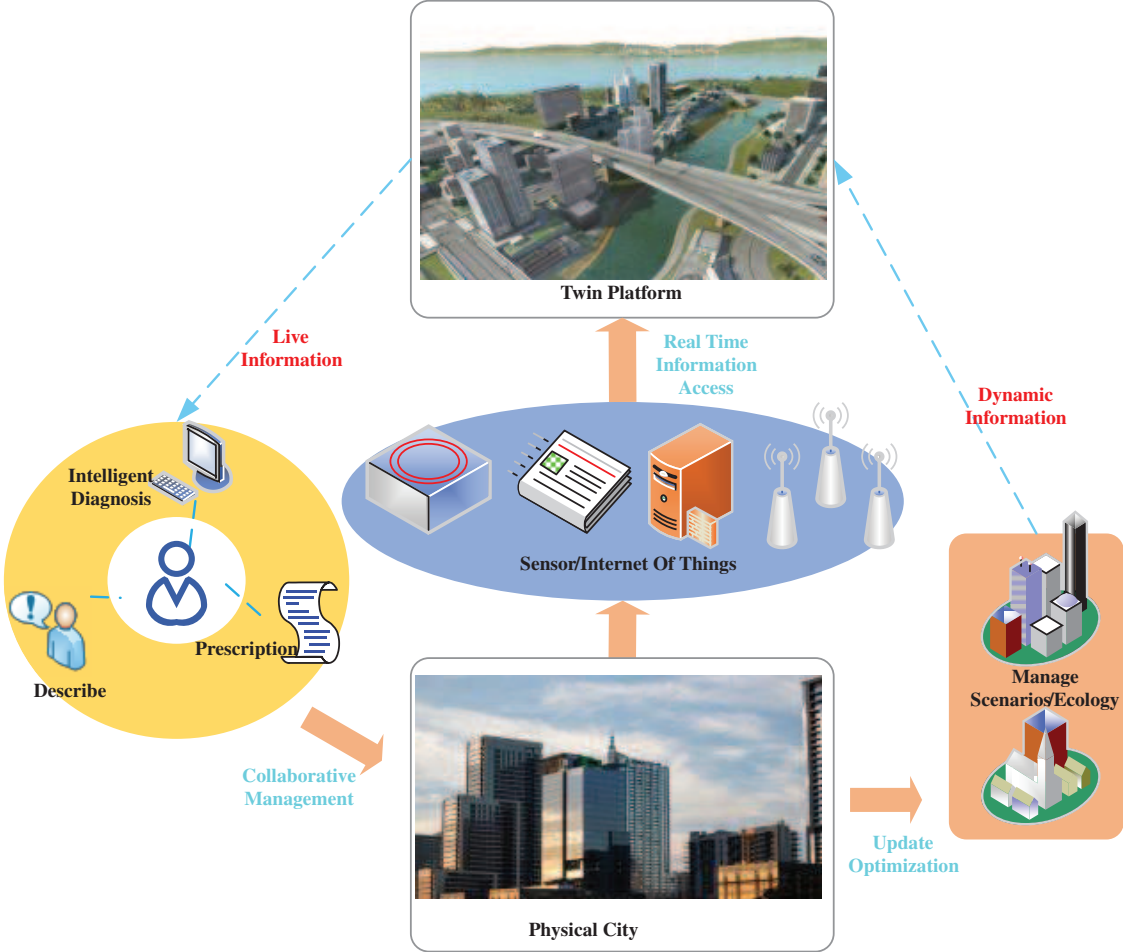 Twin Platform
Live
Information
Real Time
Information
Access
Dynamic
Information
Intelligent
Diagnosis
Sensor/Internet Of Things
Prescription
Describe
Manage
Scenarios/Ecology
Collaborative
Management
Update
Optimization
Physical City